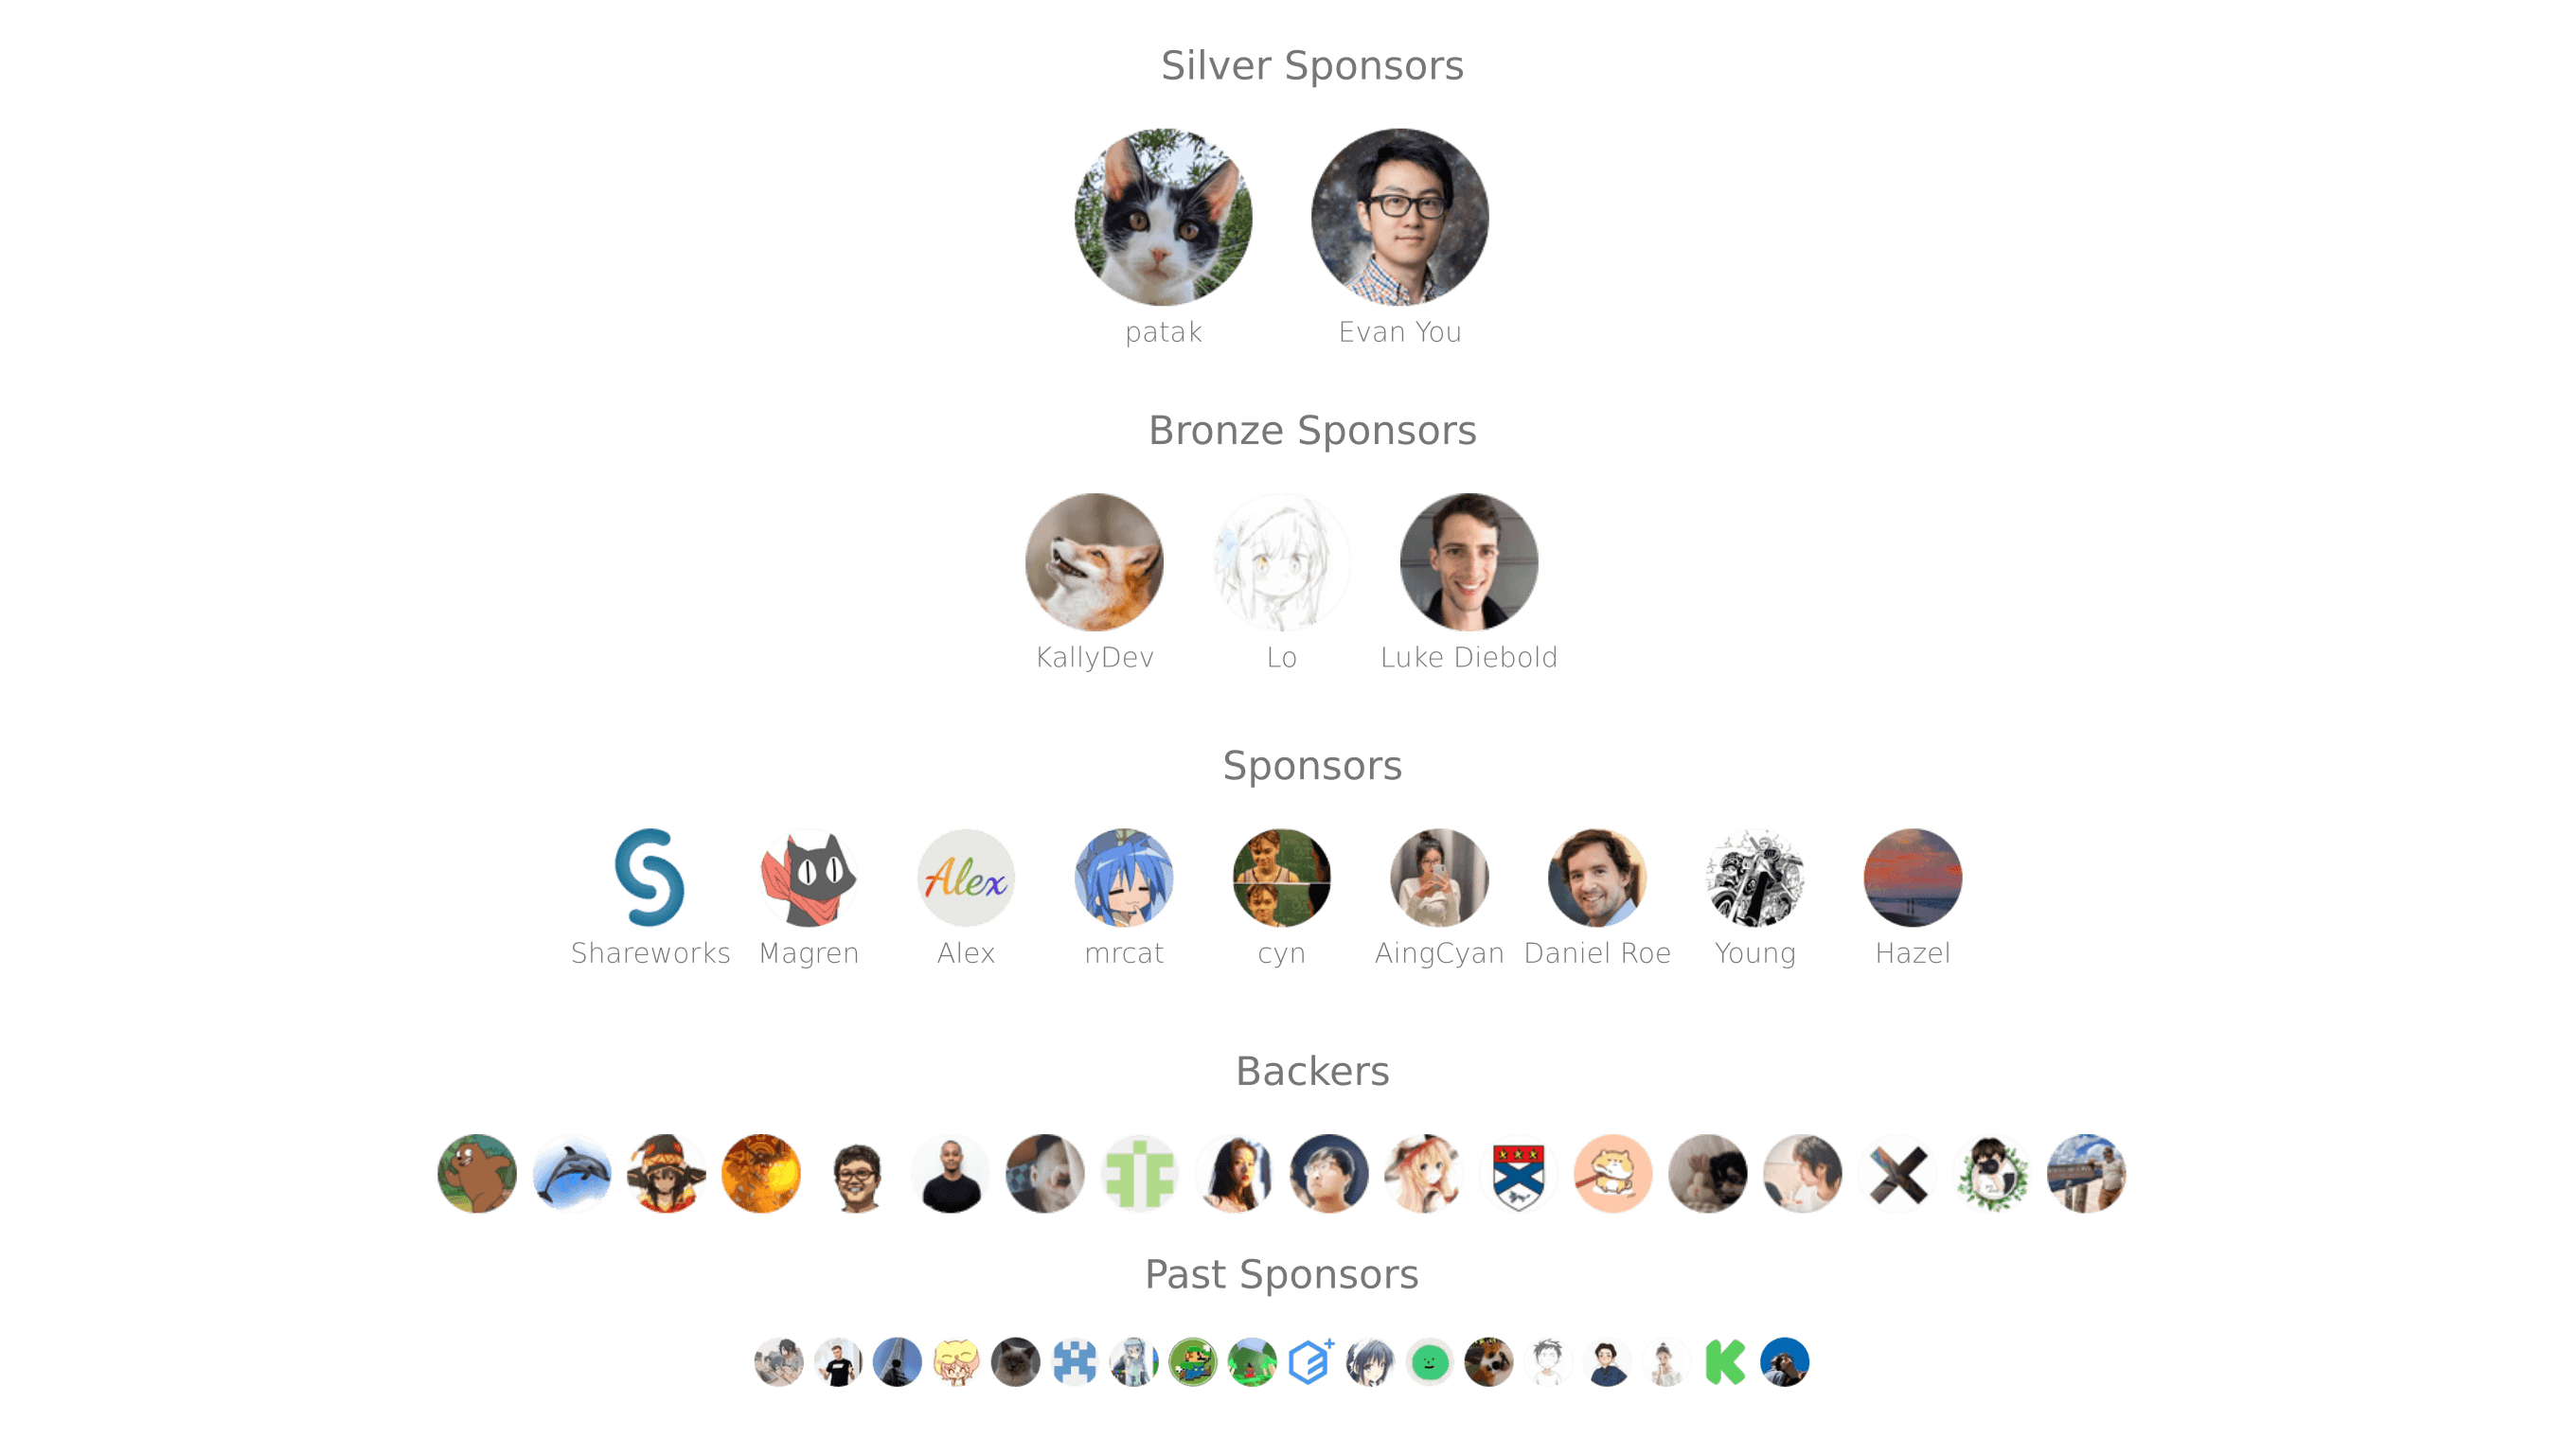 Silver Sponsors
patak Evan You
Bronze Sponsors
KallyDev Lo Luke Diebold
Sponsors
Alex
Shareworks Magren Alex mrcat cyn AingCyan Daniel Roe Young Hazel
Backers
Past Sponsors